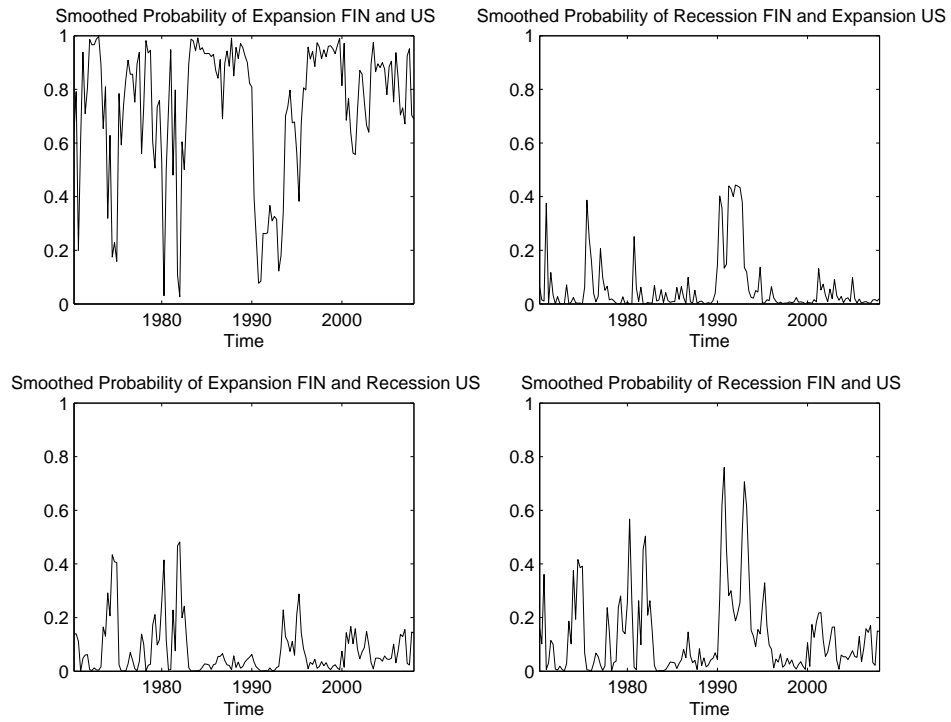 Smoothed Probability of Expansion FIN and US
1
0.8
0.6
0.4
0.2
0
1980 1990 2000
Time
Smoothed Probability of Recession FIN and Expansion US
1
0.8
0.6
0.4
0.2
0
1980 1990 2000
Time
Smoothed Probability of Expansion FIN and Recession US
1
0.8
0.6
0.4
0.2
0
1980 1990 2000
Time
Smoothed Probability of Recession FIN and US
1
0.8
0.6
0.4
0.2
0
1980 1990 2000
Time